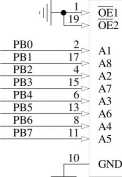 1 OE1
19 OE2
PB0 2 A1
PB1 17 A8
PB2 4 A2
PB3 15 A7
PB4 6 A3
PB5 13 A6
PB6 8 A4
PB7 11 A5
10 GND